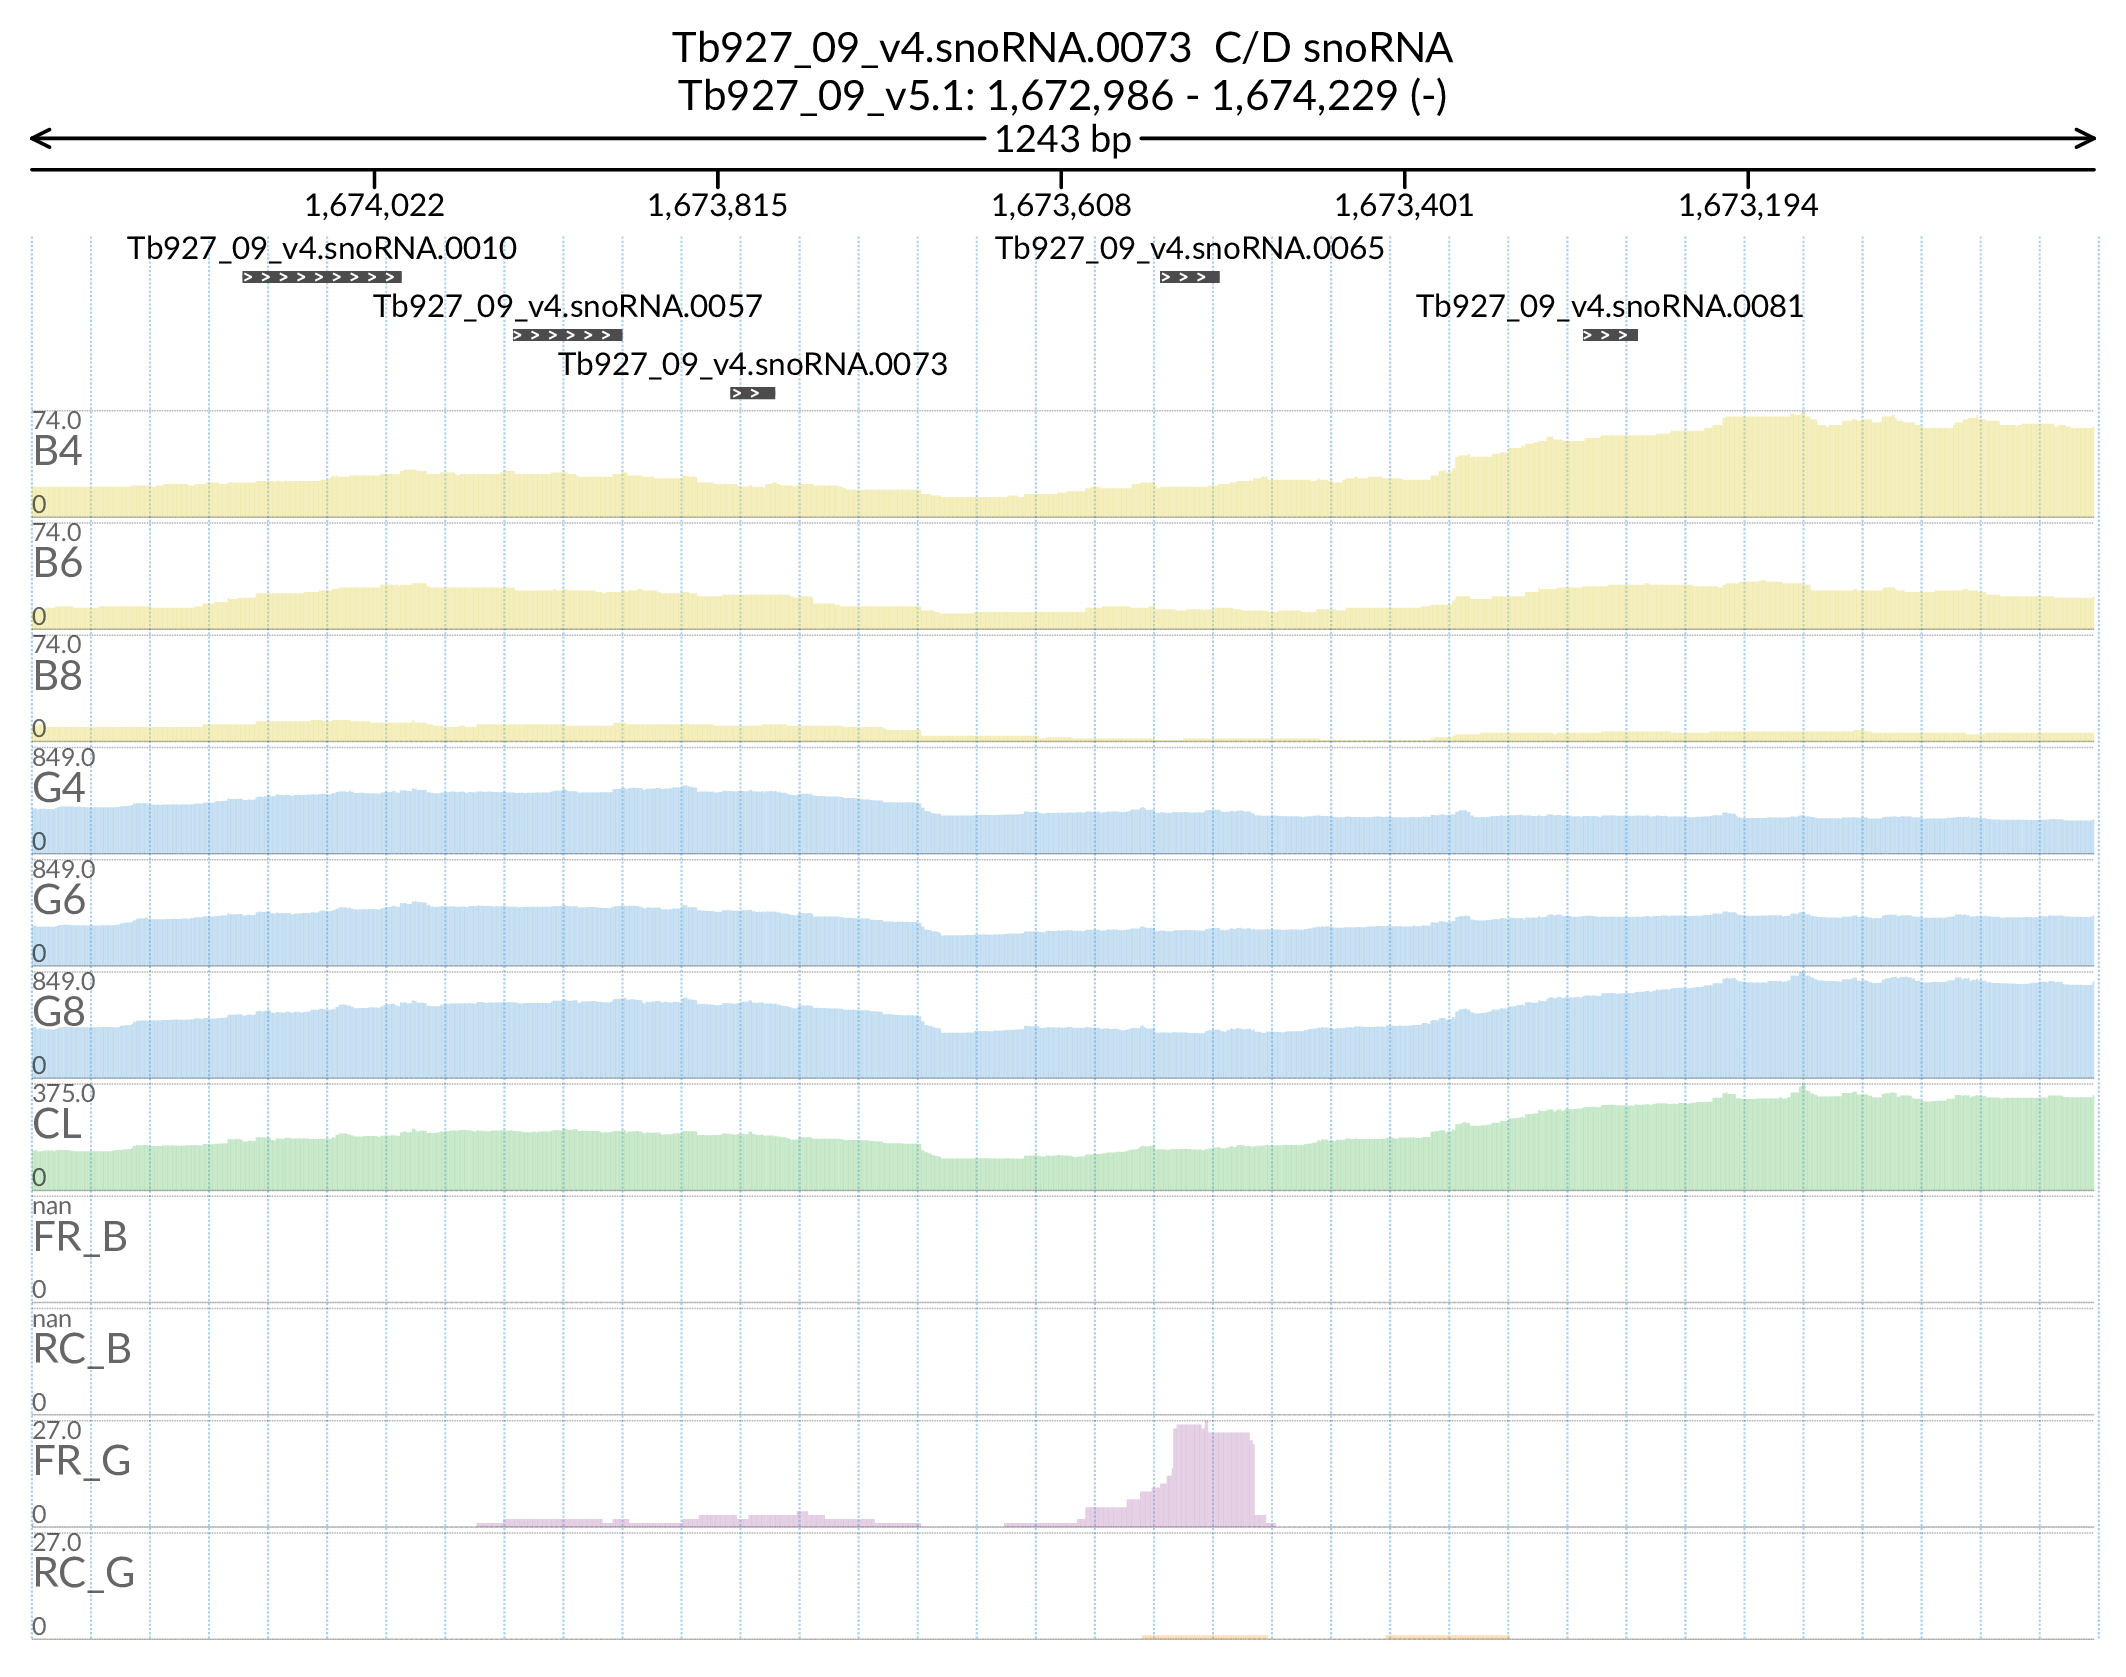 Tb927_09_v4.snoRNA.0073  C/D snoRNA
Tb927_09_v5.1: 1,672,986 - 1,674,229 (-)
1243 bp
1,674,022 1,673,815 1,673,608 1,673,401 1,673,194
Tb927_09_v4.snoRNA.0010 Tb927_09_v4.snoRNA.0065
Tb927_09_v4.snoRNA.0057 Tb927_09_v4.snoRNA.0081
Tb927_09_v4.snoRNA.0073
74.0
B4
0
74.0
B6
0
74.0
B8
0
849.0
G4
0
849.0
G6
0
849.0
G8
0
375.0
CL
0
nan
FR_B
0
nan
RC_B
0
27.0
FR_G
0
27.0
RC_G
0